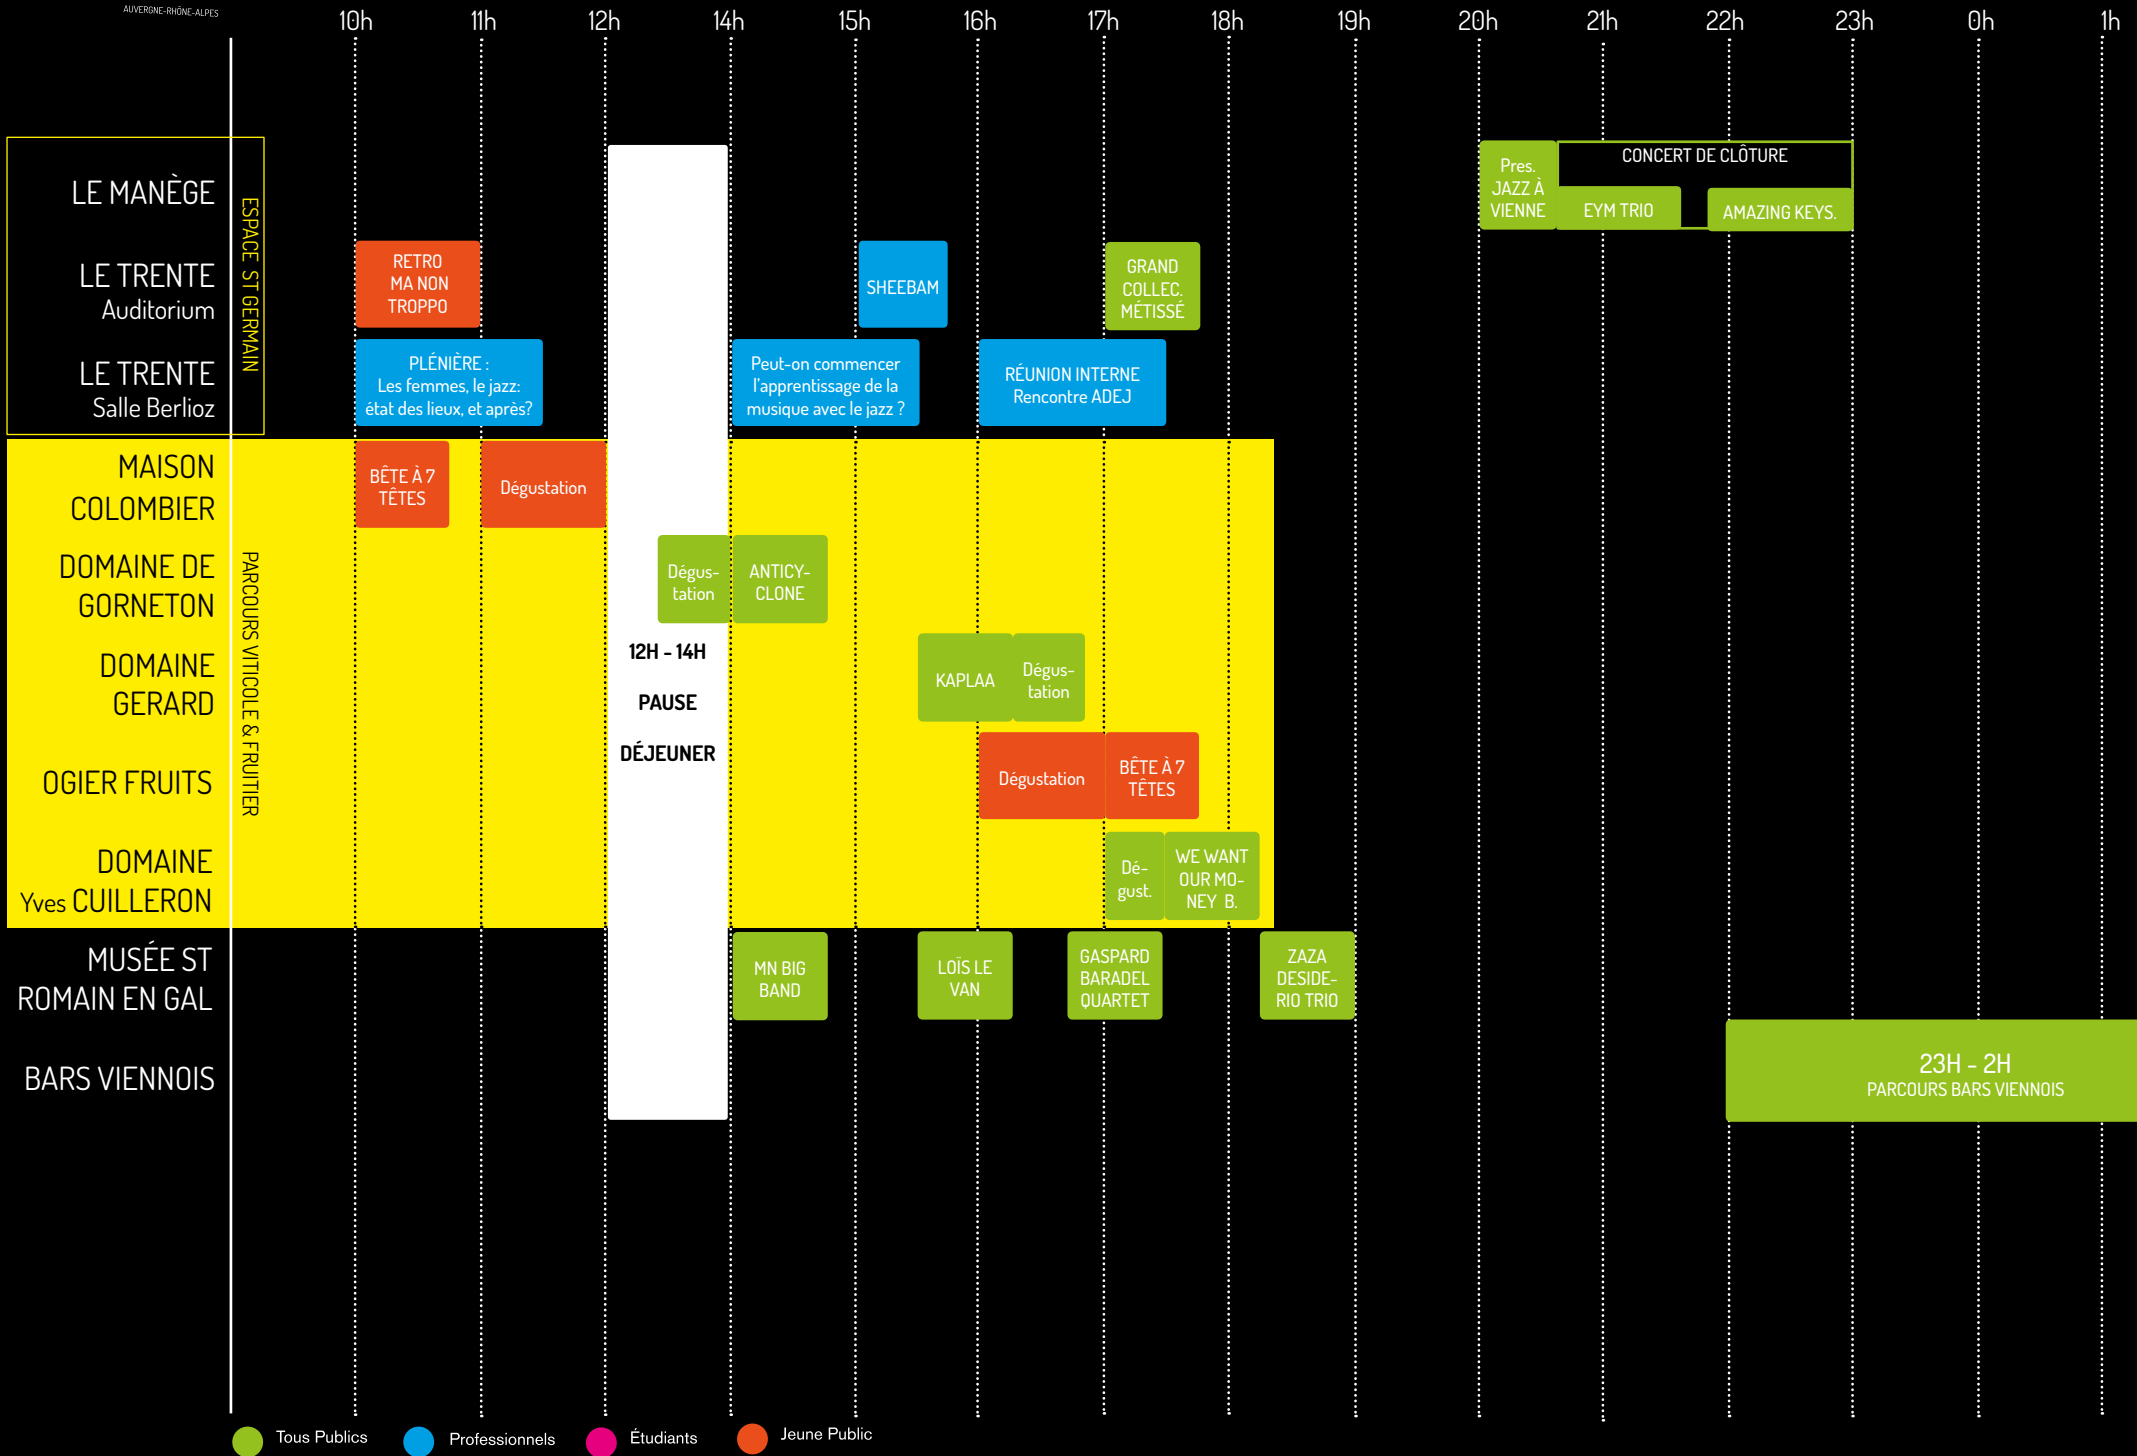 AUVERGNE-RHÔNE-ALPES
10h 11h 12h 14h 15h 16h 17h 18h 19h 20h 21h 22h 23h 0h 1h
ESPACE ST GERMAIN
LE MANÈGE
Pres.
JAZZ À
VIENNE
CONCERT DE CLÔTURE
EYM TRIO
AMAZING KEYS.
LE TRENTE
Auditorium
RETRO
MA NON
TROPPO
SHEEBAM
GRAND
COLLEC.
MÉTISSÉ
LE TRENTE
Salle Berlioz
PLÉNIÈRE :
Les femmes, le jazz:
état des lieux, et après?
Peut-on commencer
l'apprentissage de la
musique avec le jazz ?
RÉUNION INTERNE
Rencontre ADEJ
PARCOURS VITICOLE & FRUITIER
MAISON
COLOMBIER
BÊTE À 7
TÊTES
Dégustation
DOMAINE DE
GORNETON
Dégus-
tation
ANTICY-
CLONE
12H - 14H
PAUSE
DÉJEUNER
DOMAINE
GERARD
KAPLAA
Dégus-
tation
OGIER FRUITS
Dégustation
BÊTE À 7
TÊTES
DOMAINE
Yves CUILLERON
Dé-
gust.
WE WANT
OUR MO-
NEY B.
MUSÉE ST
ROMAIN EN GAL
MN BIG
BAND
LOÏS LE
VAN
GASPARD
BARADEL
QUARTET
ZAZA
DESIDE-
RIO TRIO
BARS VIENNOIS
23H - 2H
PARCOURS BARS VIENNOIS
Tous Publics
Professionnels
Étudiants
Jeune Public